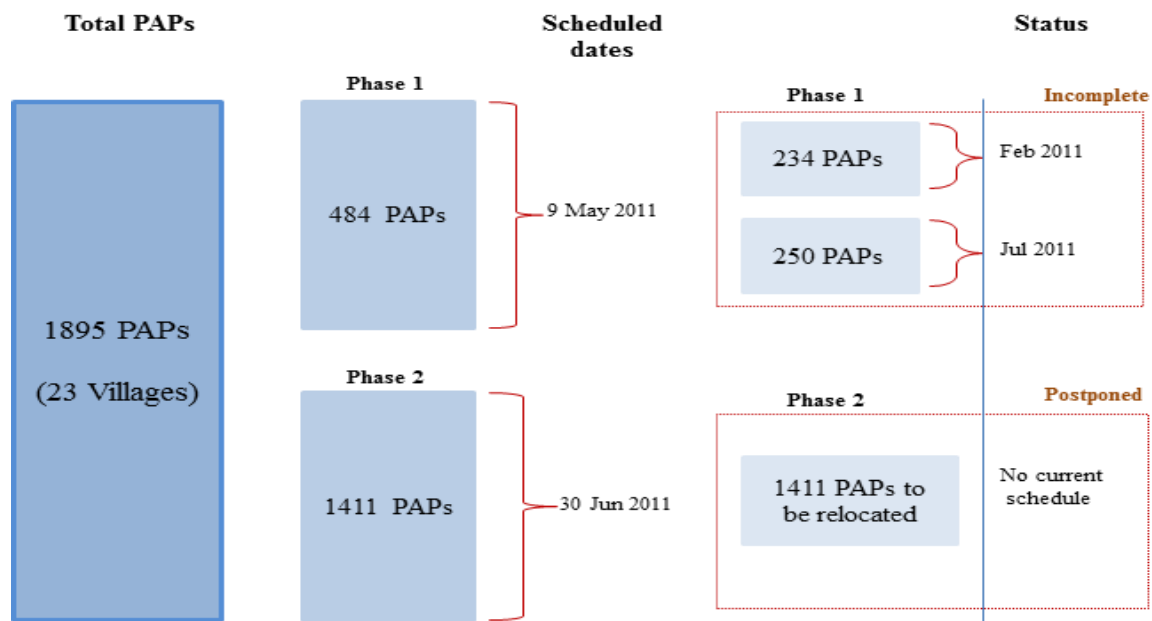 Total PAPs
Scheduled
dates
Status
Phase 1
484 PAPs
9 May 2011
Phase 1
Incomplete
234 PAPs
Feb 2011
250 PAPs
Jul 2011
1895 PAPs
(23 Villages)
Phase 2
1411 PAPs
30 Jun 2011
Phase 2
Postponed
1411 PAPs to
be relocated
No current
schedule